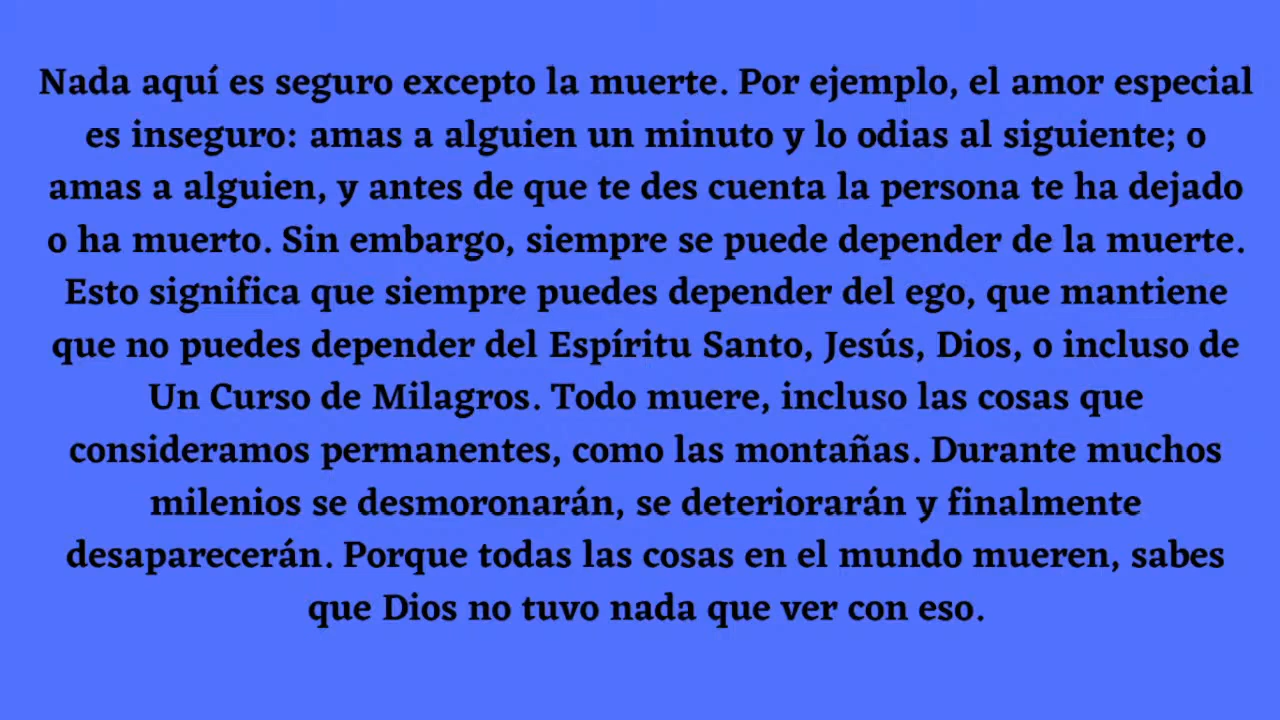 Nada aquí es seguro excepto la muerte. Por ejemplo, el amor especial
es inseguro: amas a alguien un minuto y lo odias al siguiente; o
amas a alguien, y antes de que te des cuenta la persona te ha dejado
o ha muerto. Sin embargo, siempre se puede depender de la muerte.
Esto significa que siempre puedes depender del ego, que mantiene
que no puedes depender del Espíritu Santo, Jesús, Dios, o incluso de
Un Curso de Milagros. Todo muere, incluso las cosas que
consideramos permanentes, como las montañas. Durante muchos
milenios se desmoronarán, se deteriorarán y finalmente
desaparecerán. Porque todas las cosas en el mundo mueren, sabes
que Dios no tuvo nada que ver con eso.